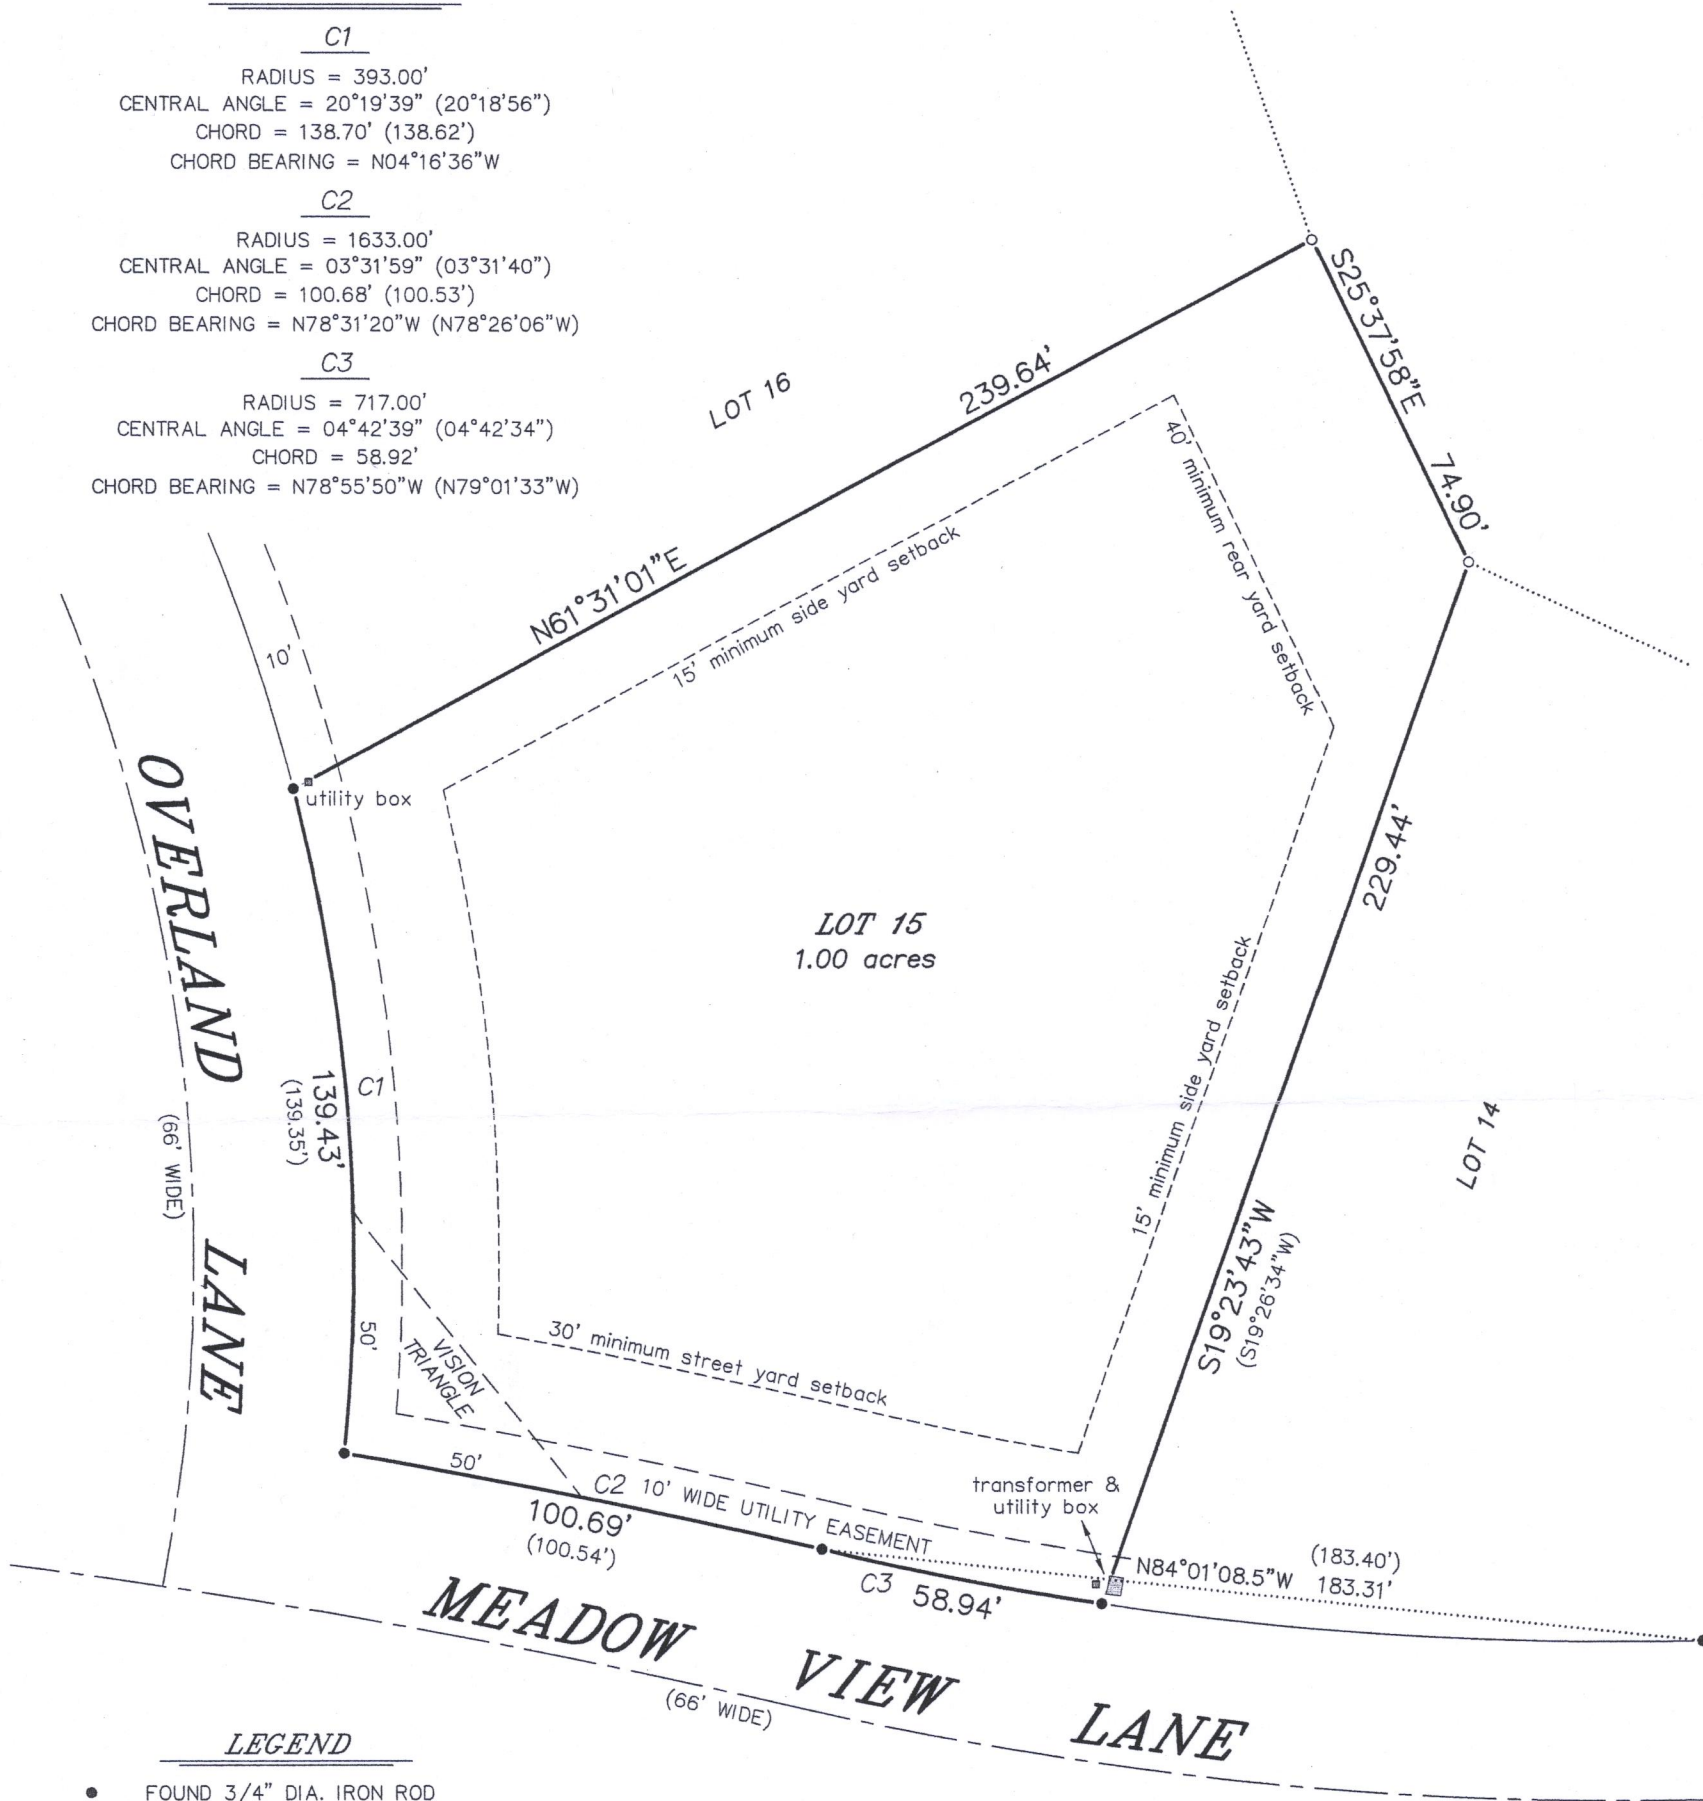 C1
RADIUS = 393.00'
CENTRAL ANGLE = 20°19'39" (20°18'56")
CHORD = 138.70' (138.62')
CHORD BEARING = N04°16'36"W
C2
RADIUS = 1633.00'
CENTRAL ANGLE = 03°31'59" (03°31'40")
CHORD = 100.68' (100.53')
CHORD BEARING = N78°31'20"W (N78°26'06"W)
C3
RADIUS = 717.00'
CENTRAL ANGLE = 04°42'39" (04°42'34")
CHORD = 58.92'
CHORD BEARING = N78°55'50"W (N79°01'33"W)
LOT 16
239.64'
N61°31'01"E
S25°37'58"E
74.90'
15' minimum side yard setback
40' minimum rear yard setback
10'
utility box
OVERLAND
LANE
(66' WIDE)
LOT 15
1.00 acres
229.44'
15' minimum side yard setback
C1
139.43'
(139.35')
LOT 14
S19°23'43"W
(S19°26'34"W)
50'
VISION
TRIANGLE
30' minimum street yard setback
50'
C2
10' WIDE UTILITY EASEMENT
100.69'
(100.54')
transformer &
utility box
N84°01'08.5"W
(183.40')
183.31'
C3
58.94'
MEADOW VIEW LANE
(66' WIDE)
LEGEND
● FOUND 3/4" DIA. IRON ROD